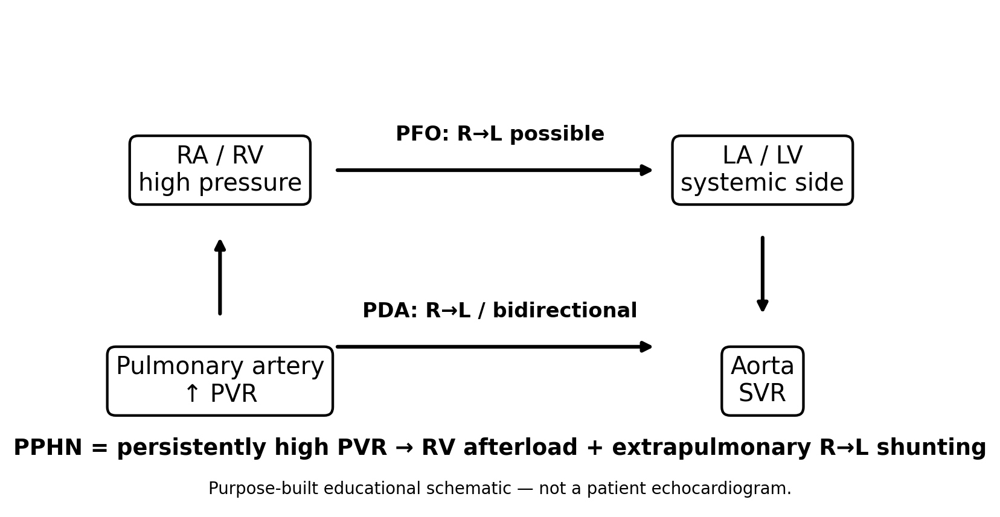 PFO: R→L possible
RA / RV
high pressure
LA / LV
systemic side
PDA: R→L / bidirectional
Pulmonary artery
↑ PVR
Aorta
SVR
PPHN = persistently high PVR → RV afterload + extrapulmonary R→L shunting
Purpose-built educational schematic — not a patient echocardiogram.